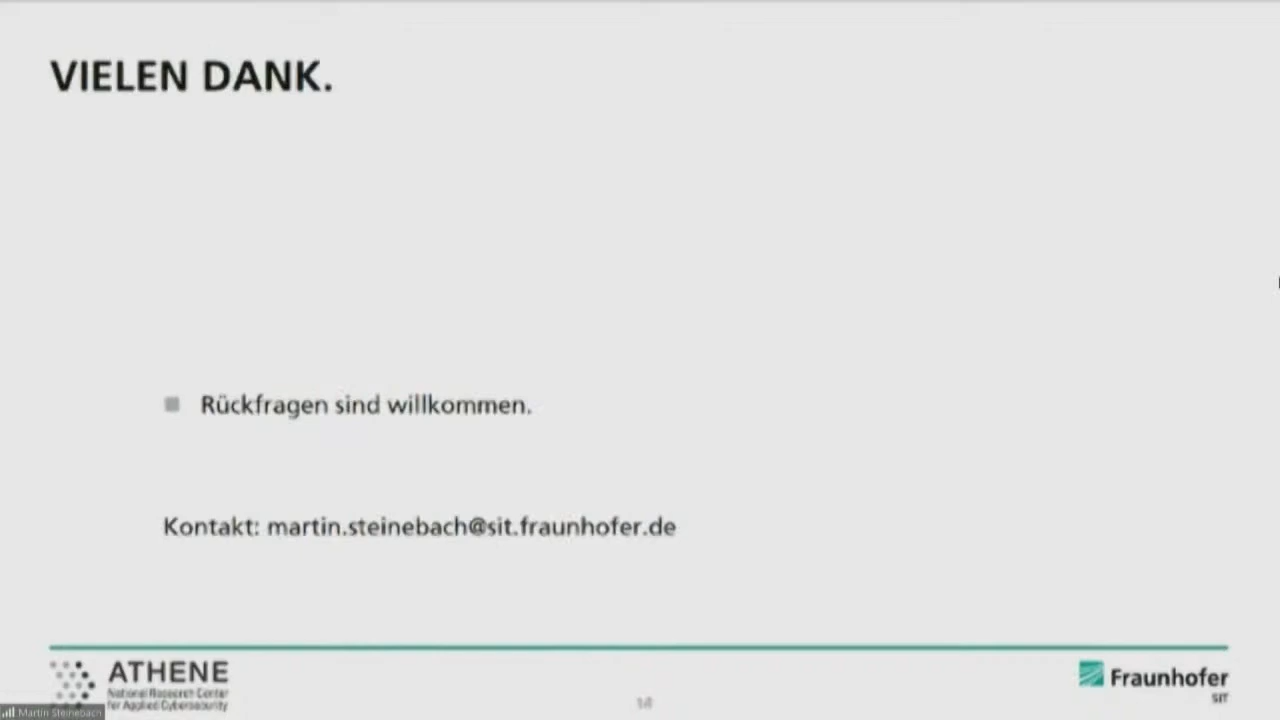 VIELEN DANK.
Rückfragen sind willkommen.
Kontakt: martin.steinebach@sit.fraunhofer.de
ATHENE
National Research Center
for Applied Cybersecurity
Martin Steinebach
Fraunhofer
SIT